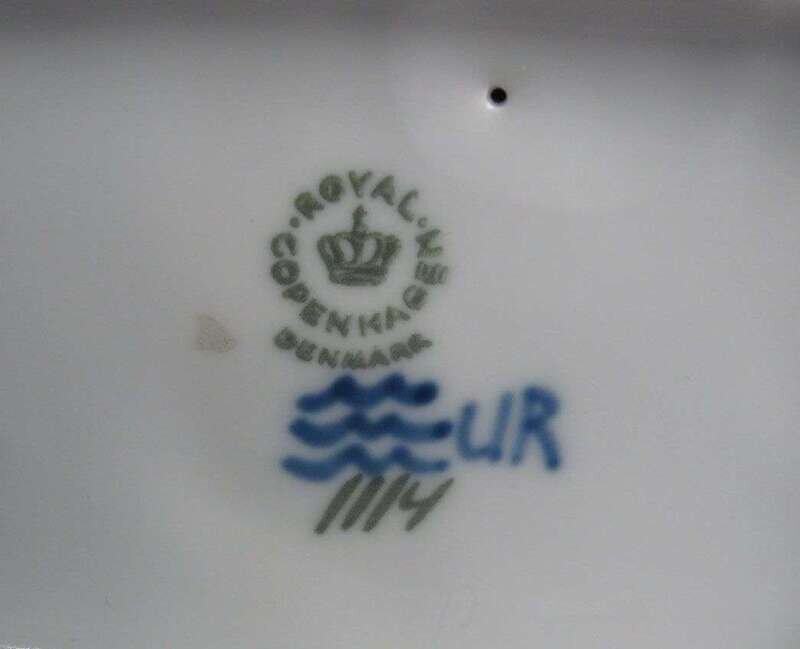 ROYAL
COPENHAGEN
DENMARK
UR
1114